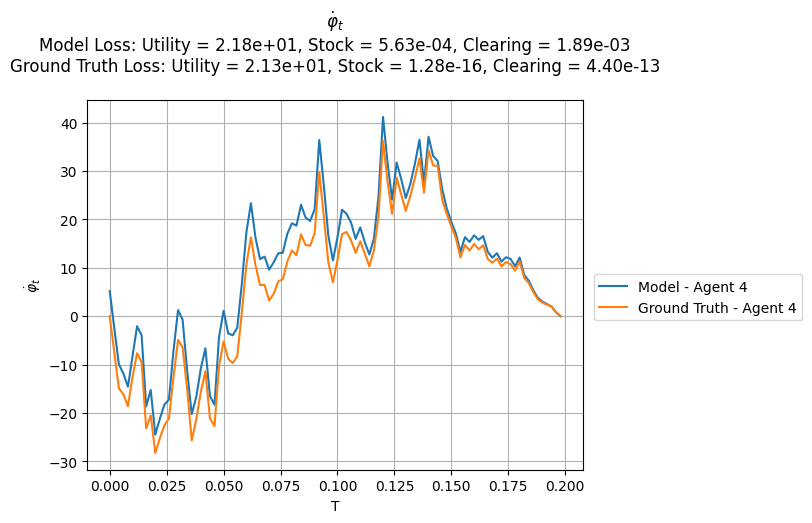 φ̇_t
Model Loss: Utility = 2.18e+01, Stock = 5.63e-04, Clearing = 1.89e-03
Ground Truth Loss: Utility = 2.13e+01, Stock = 1.28e-16, Clearing = 4.40e-13
40
30
20
10
0
−10
−20
−30
φ̇_t
0.000 0.025 0.050 0.075 0.100 0.125 0.150 0.175 0.200
T
Model - Agent 4
Ground Truth - Agent 4